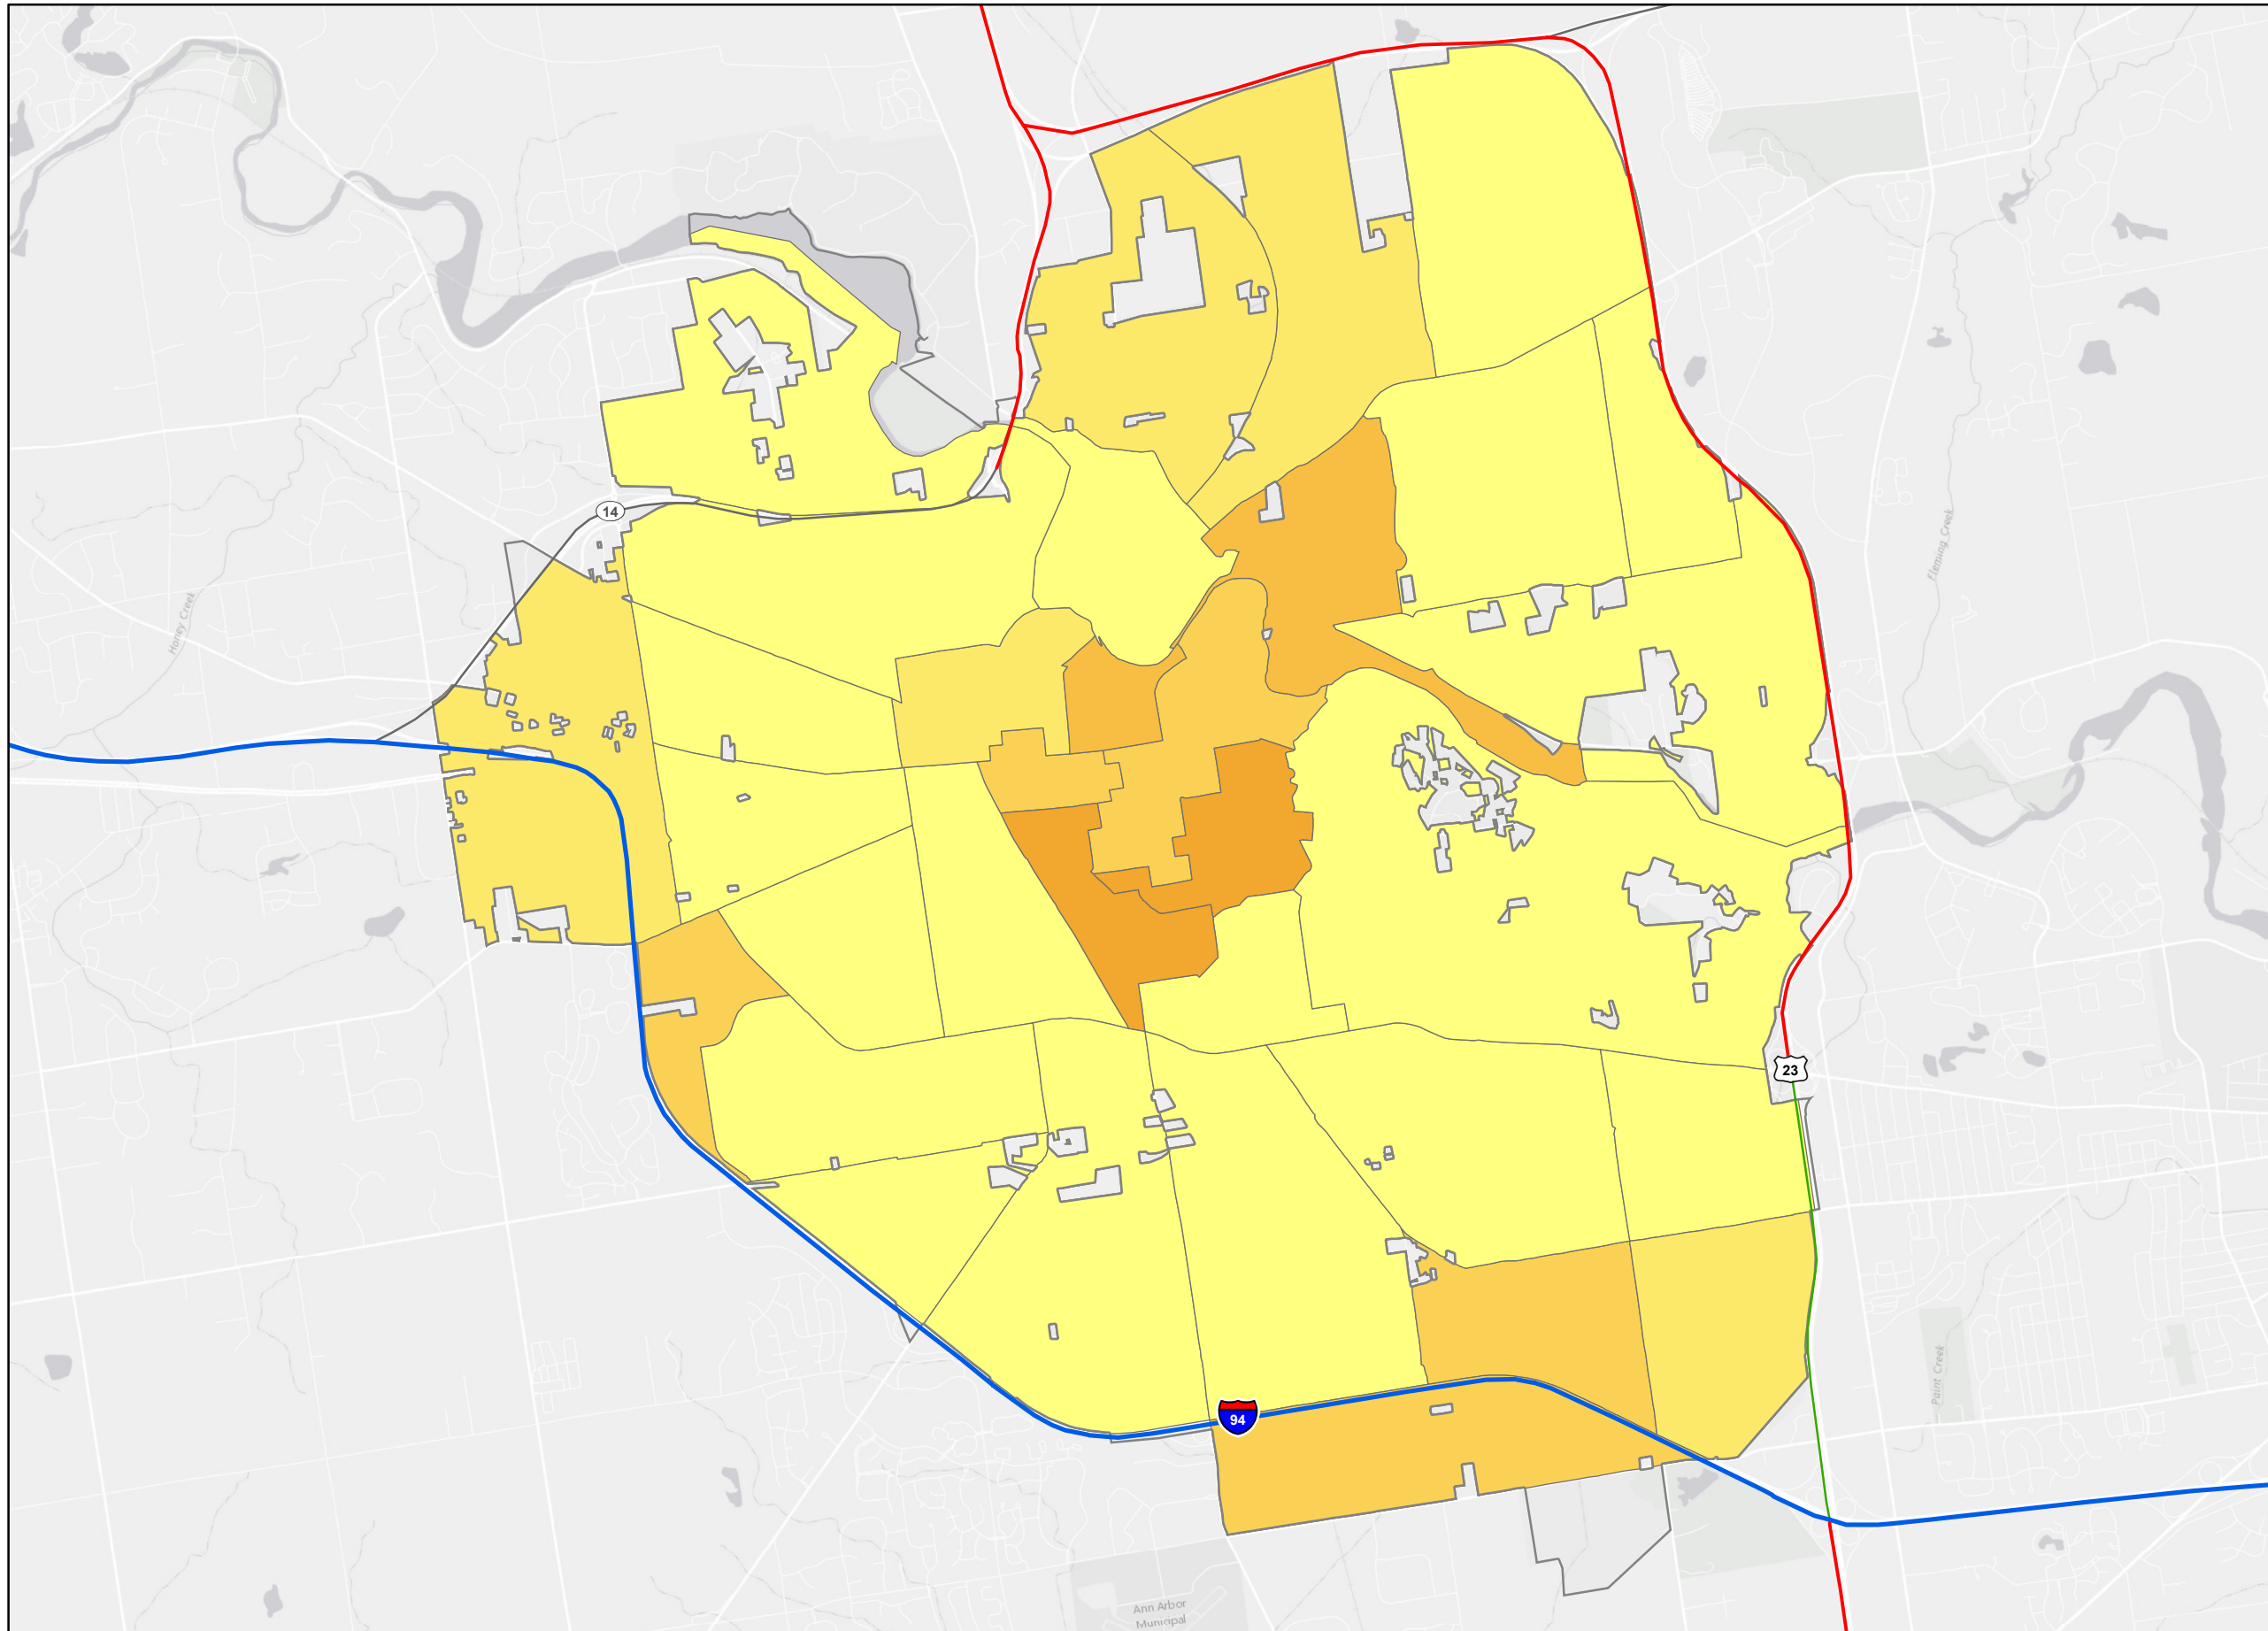 14
Honey Creek
Fleming Creek
23
94
Paint Creek
Ann Arbor
Municipal